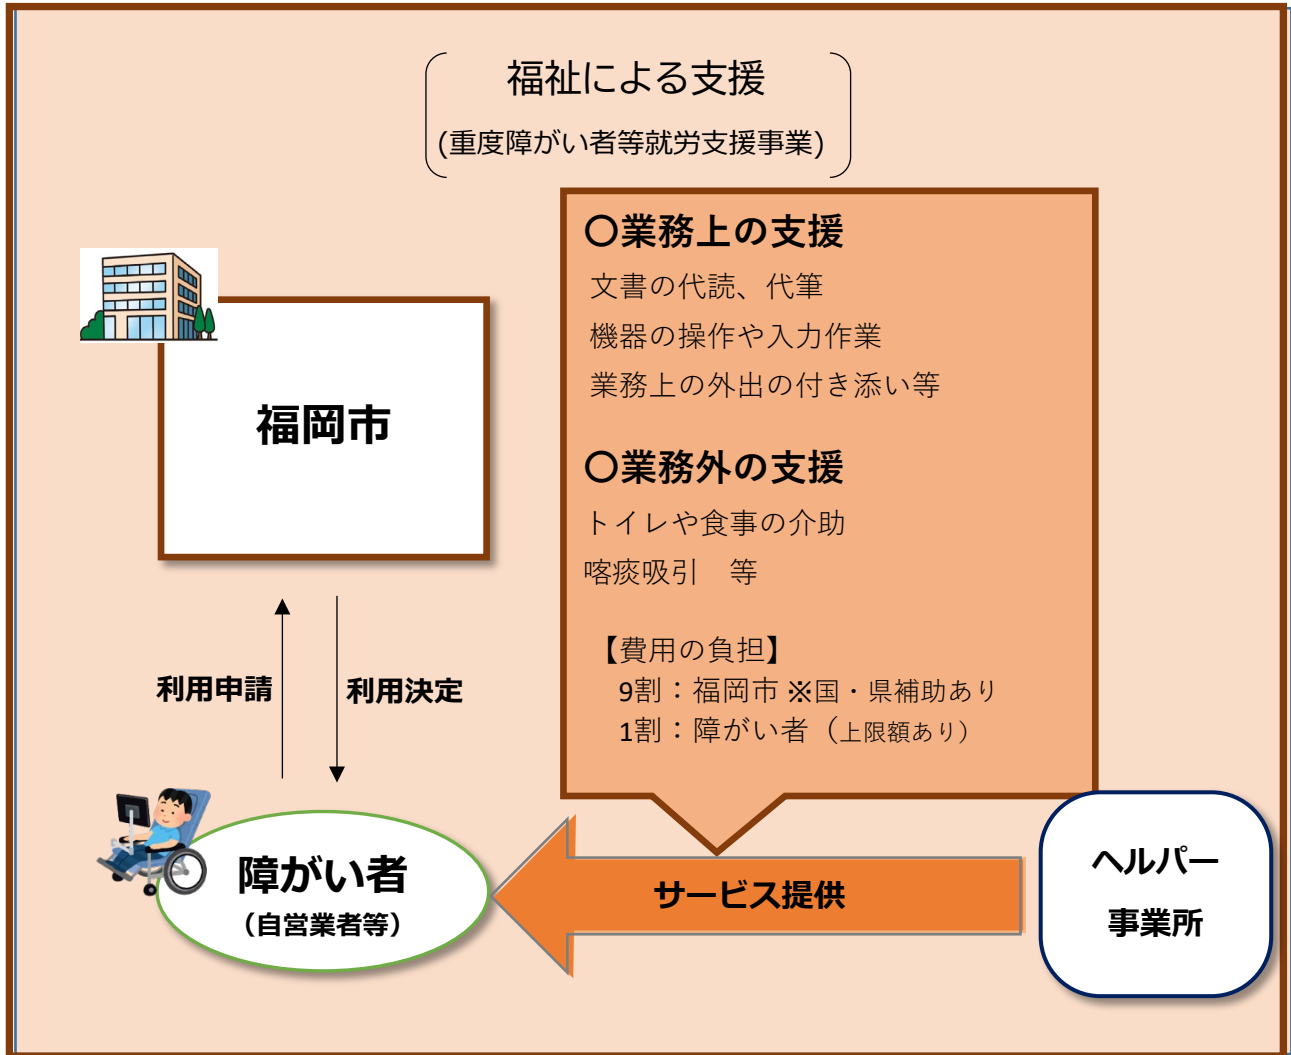 福祉による支援
(重度障がい者等就労支援事業)
〇業務上の支援
文書の代読、代筆
機器の操作や入力作業
業務上の外出の付き添い等
〇業務外の支援
トイレや食事の介助
喀痰吸引　等
【費用の負担】
9割：福岡市 ※国・県補助あり
1割：障がい者（上限額あり）
福岡市
利用申請
利用決定
障がい者
（自営業者等）
サービス提供
ヘルパー
事業所